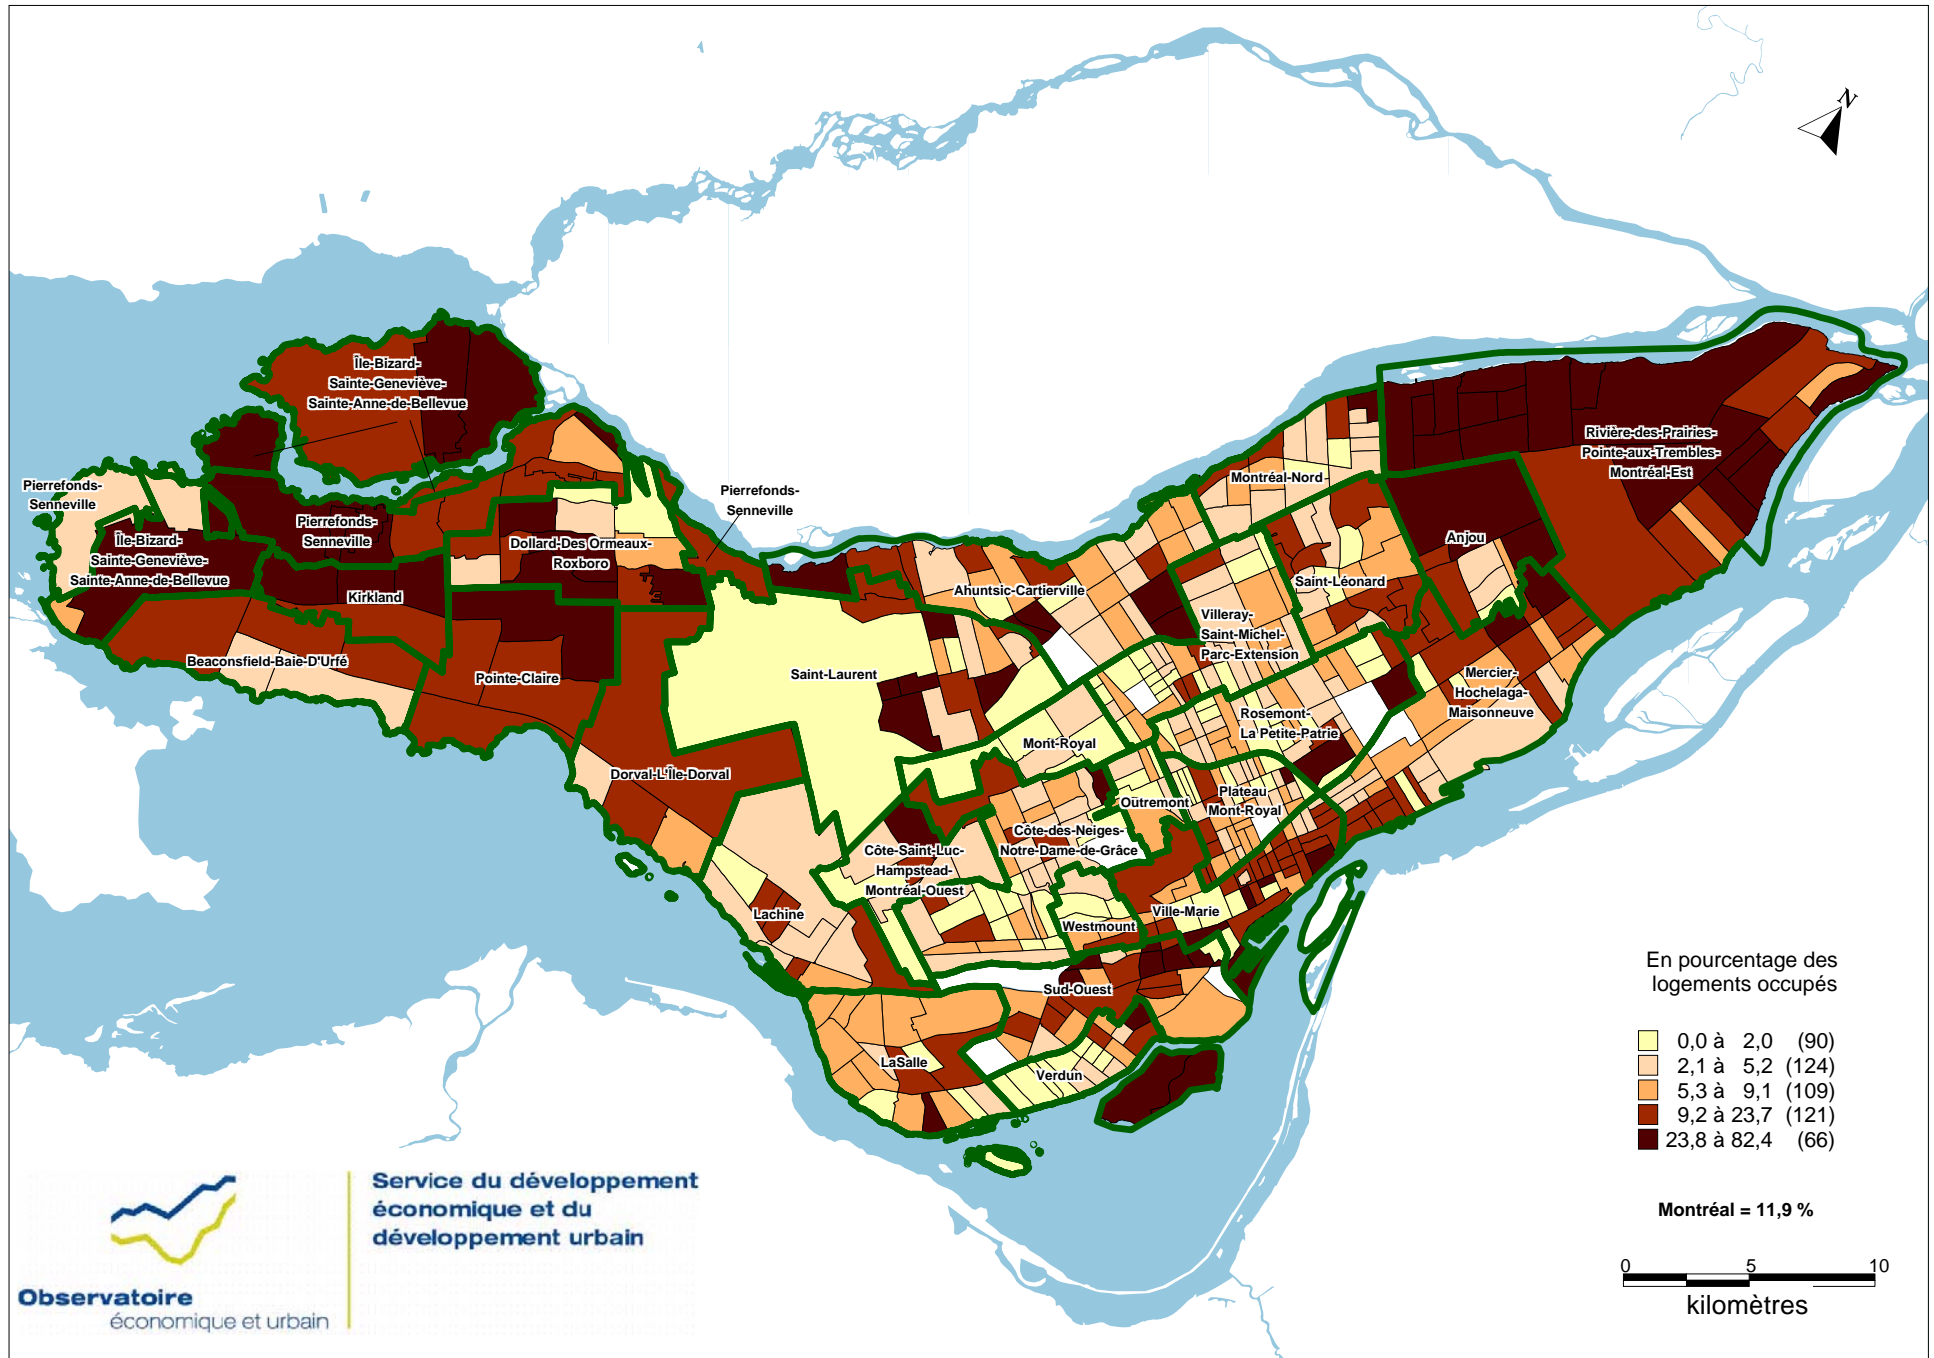 N
Île-Bizard-
Sainte-Geneviève-
Sainte-Anne-de-Bellevue
Pierrefonds-
Senneville
Pierrefonds-
Senneville
Pierrefonds-
Senneville
Île-Bizard-
Sainte-Geneviève-
Sainte-Anne-de-Bellevue
Dollard-Des Ormeaux-
Roxboro
Kirkland
Beaconsfield-Baie-D'Urfé
Pointe-Claire
Dorval-L'Île-Dorval
Saint-Laurent
Ahuntsic-Cartierville
Montréal-Nord
Rivière-des-Prairies-
Pointe-aux-Trembles-
Montréal-Est
Anjou
Saint-Léonard
Villeray-
Saint-Michel-
Parc-Extension
Mercier-
Hochelaga-
Maisonneuve
Rosemont-
La Petite-Patrie
Mont-Royal
Outremont
Plateau
Mont-Royal
Côte-des-Neiges-
Notre-Dame-de-Grâce
Côte-Saint-Luc-
Hampstead-
Montréal-Ouest
Lachine
Westmount
Ville-Marie
Sud-Ouest
LaSalle
Verdun
En pourcentage des
logements occupés
0,0 à 2,0 (90)
2,1 à 5,2 (124)
5,3 à 9,1 (109)
9,2 à 23,7 (121)
23,8 à 82,4 (66)
Montréal = 11,9 %
0 5 10
kilomètres
Service du développement
économique et du
développement urbain
Observatoire
économique et urbain